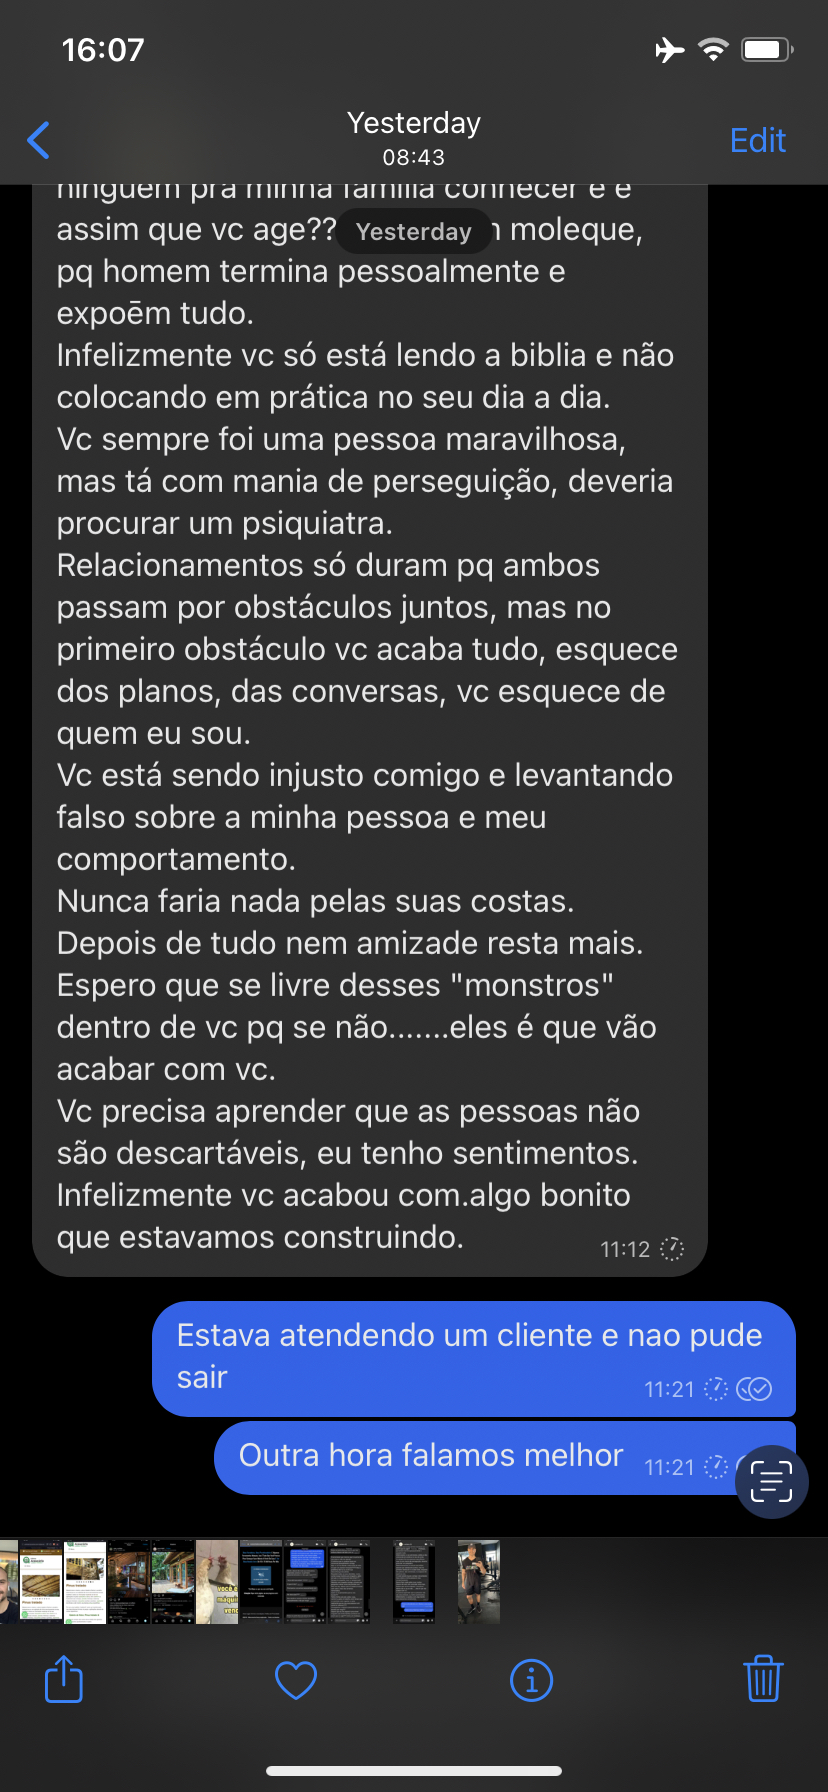 16:07
Yesterday
08:43
Edit
ninguém pra minha família conhecer e é
assim que vc age?? moleque,
Yesterday
pq homem termina pessoalmente e
expoēm tudo.
Infelizmente vc só está lendo a biblia e não
colocando em prática no seu dia a dia.
Vc sempre foi uma pessoa maravilhosa,
mas tá com mania de perseguição, deveria
procurar um psiquiatra.
Relacionamentos só duram pq ambos
passam por obstáculos juntos, mas no
primeiro obstáculo vc acaba tudo, esquece
dos planos, das conversas, vc esquece de
quem eu sou.
Vc está sendo injusto comigo e levantando
falso sobre a minha pessoa e meu
comportamento.
Nunca faria nada pelas suas costas.
Depois de tudo nem amizade resta mais.
Espero que se livre desses "monstros"
dentro de vc pq se não.......eles é que vão
acabar com vc.
Vc precisa aprender que as pessoas não
são descartáveis, eu tenho sentimentos.
Infelizmente vc acabou com.algo bonito
que estavamos construindo.
11:12
Estava atendendo um cliente e nao pude
sair
11:21
Outra hora falamos melhor
11:21